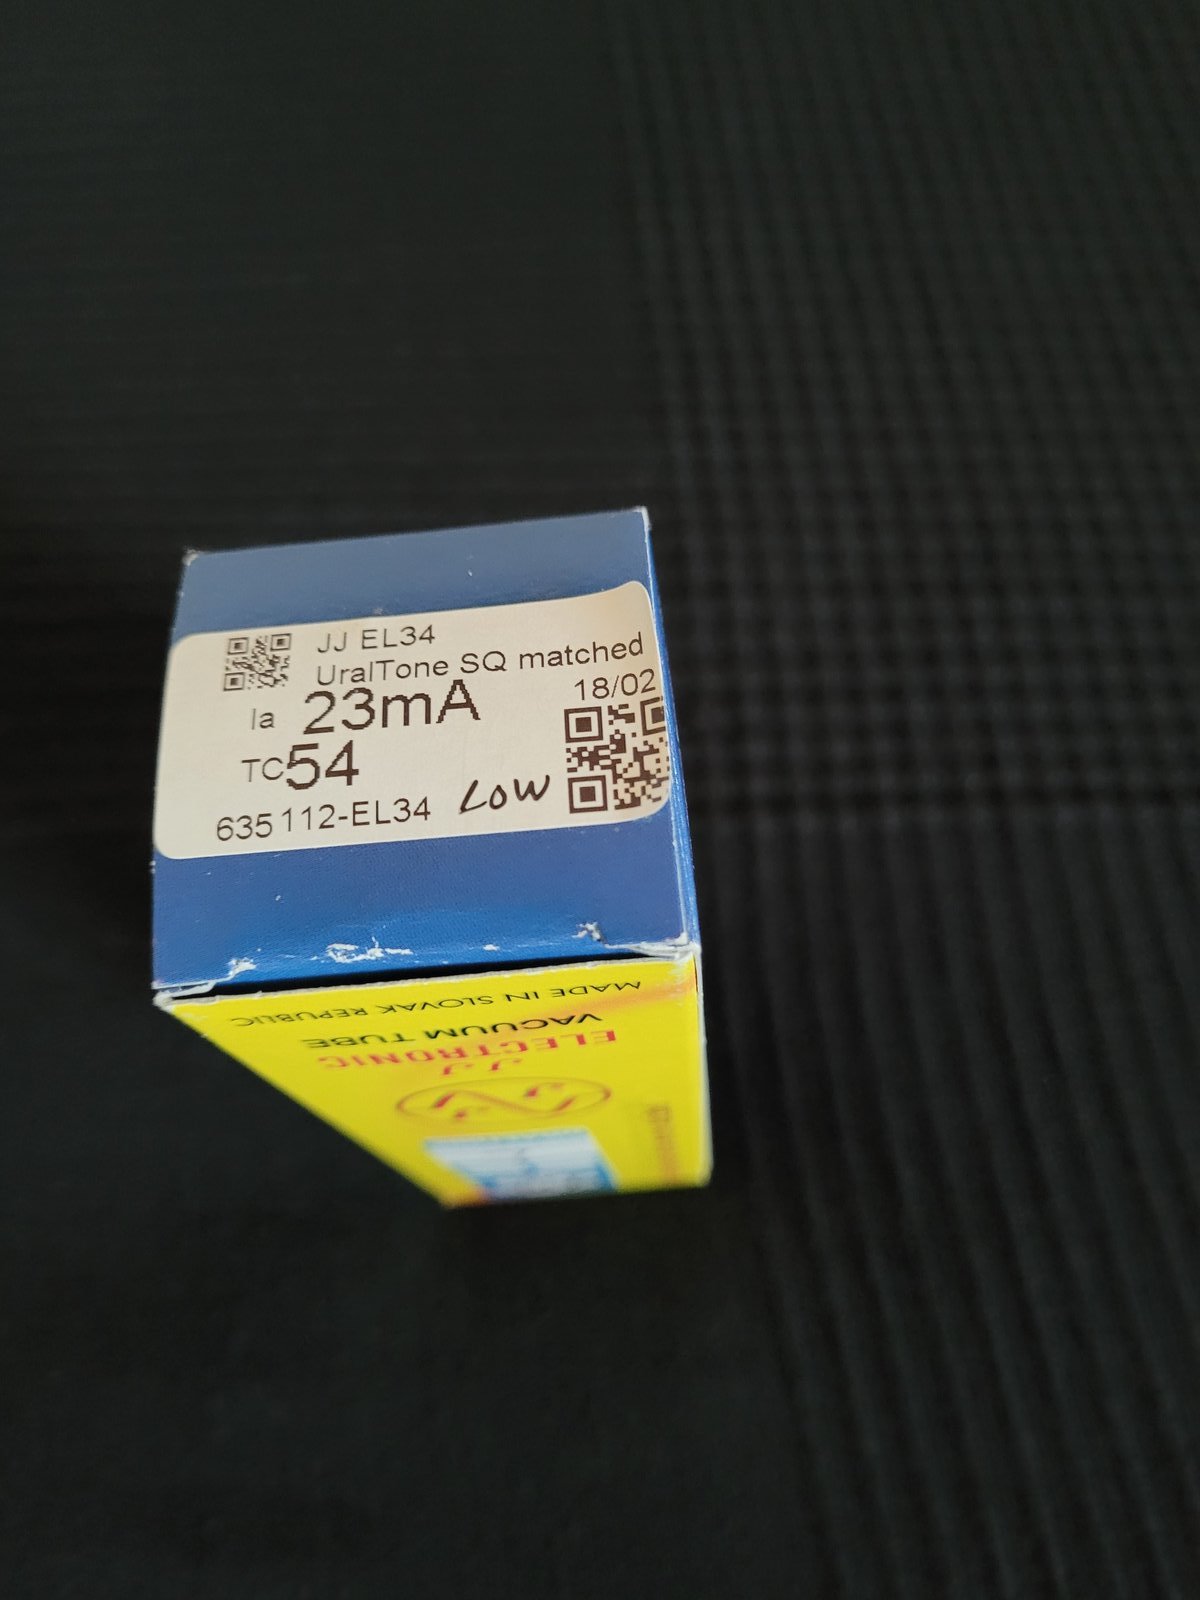 JJ EL34
UralTone SQ matched
18/02
Ia 23mA
TC54
635112-EL34 LOW
MADE IN SLOVAK REPUBLIC
VACUUM TUBE
ELECTRONIC
JJ